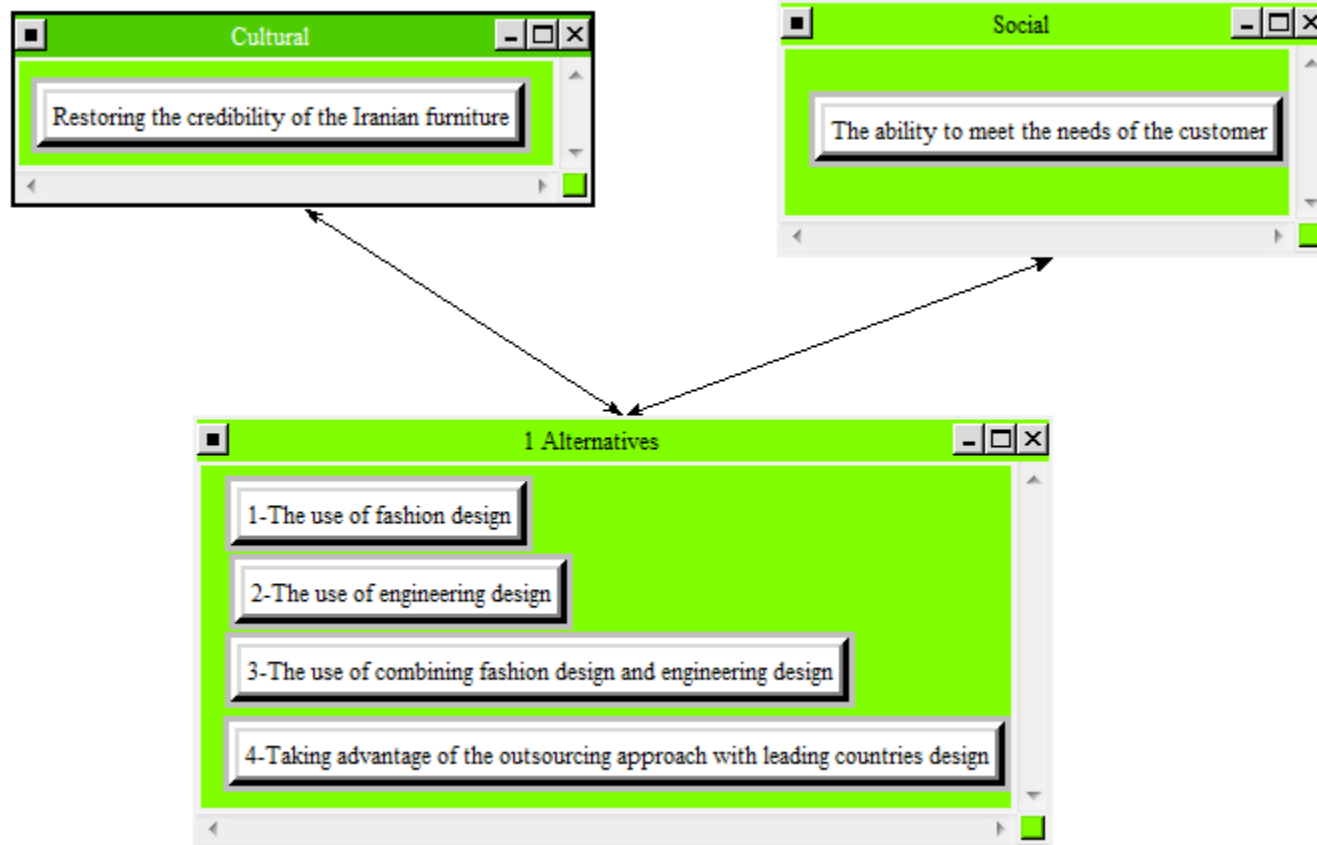 Cultural
Restoring the credibility of the Iranian furniture
Social
The ability to meet the needs of the customer
1 Alternatives
1-The use of fashion design
2-The use of engineering design
3-The use of combining fashion design and engineering design
4-Taking advantage of the outsourcing approach with leading countries design